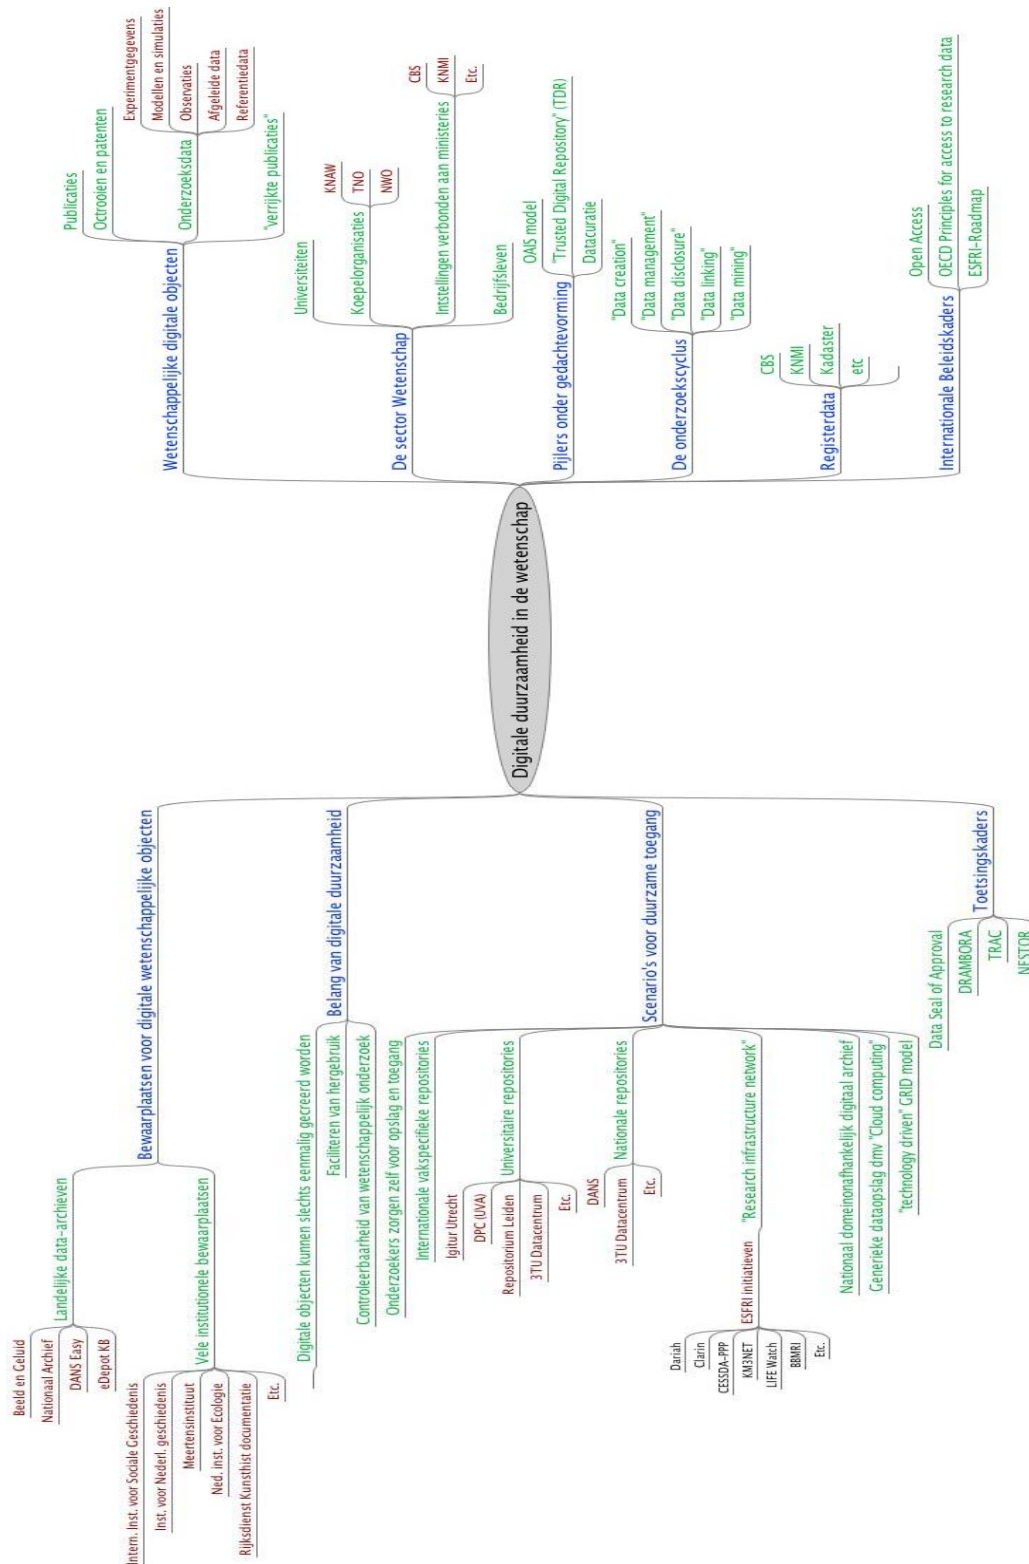 Digitale duurzaamheid in de wetenschap
Bewaarplaatsen voor digitale wetenschappelijke objecten
Landelijke data-archieven
Beeld en Geluid
Nationaal Archief
DANS Easy
eDepot KB
Vele institutionele bewaarplaatsen
Intern. Inst. voor Sociale Geschiedenis
Inst. voor Nederl. geschiedenis
Meertensinstituut
Ned. inst. voor Ecologie
Rijksdienst Kunsthist documentatie
Etc.
Belang van digitale duurzaamheid
Digitale objecten kunnen slechts eenmalig gecreerd worden
Faciliteren van hergebruik
Controleerbaarheid van wetenschappelijk onderzoek
Scenario's voor duurzame toegang
Onderzoekers zorgen zelf voor opslag en toegang
Internationale vakspecifieke repositories
Universitaire repositories
Igitur Utrecht
DPC (UVA)
Repositorium Leiden
3TU Datacentrum
Etc.
Nationale repositories
DANS
3TU Datacentrum
Etc.
"Research infrastructure network"
ESFRI initiatieven
Dariah
Clarin
CESSDA-PPP
KM3NET
LIFE Watch
BBMRI
Etc.
Nationaal domeinonafhankelijk digitaal archief
Generieke dataopslag dmv "Cloud computing"
"technology driven" GRID model
Toetsingskaders
Data Seal of Approval
DRAMBORA
TRAC
NESTOR
Wetenschappelijke digitale objecten
Publicaties
Octrooien en patenten
Onderzoeksdata
Experimentgegevens
Modellen en simulaties
Observaties
Afgeleide data
Referentiedata
"verrijkte publicaties"
De sector Wetenschap
Universiteiten
Koepelorganisaties
KNAW
TNO
NWO
Intstellingen verbonden aan ministeries
CBS
KNMI
Etc.
Bedrijfsleven
Pijlers onder gedachtevorming
OAIS model
"Trusted Digital Repository" (TDR)
Datacuratie
De onderzoekscyclus
"Data creation"
"Data management"
"Data disclosure"
"Data linking"
"Data mining"
Registerdata
CBS
KNMI
Kadaster
etc
Internationale Beleidskaders
Open Access
OECD Principles for access to research data
ESFRI-Roadmap